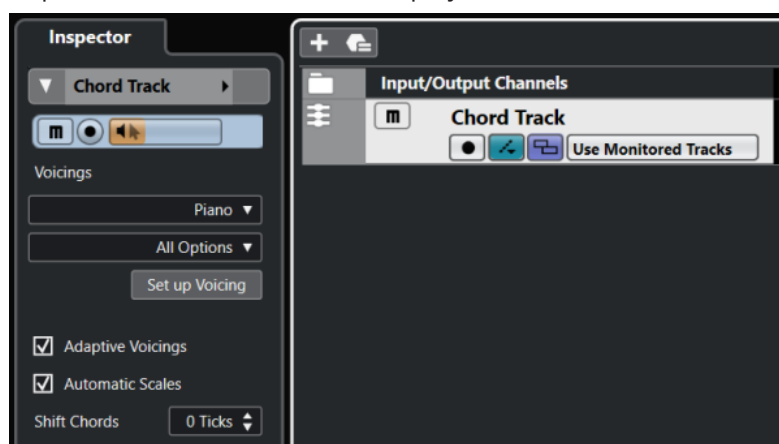 Inspector
Chord Track
m
Voicings
Piano
All Options
Set up Voicing
Adaptive Voicings
Automatic Scales
Shift Chords 0 Ticks
Input/Output Channels
m Chord Track
Use Monitored Tracks